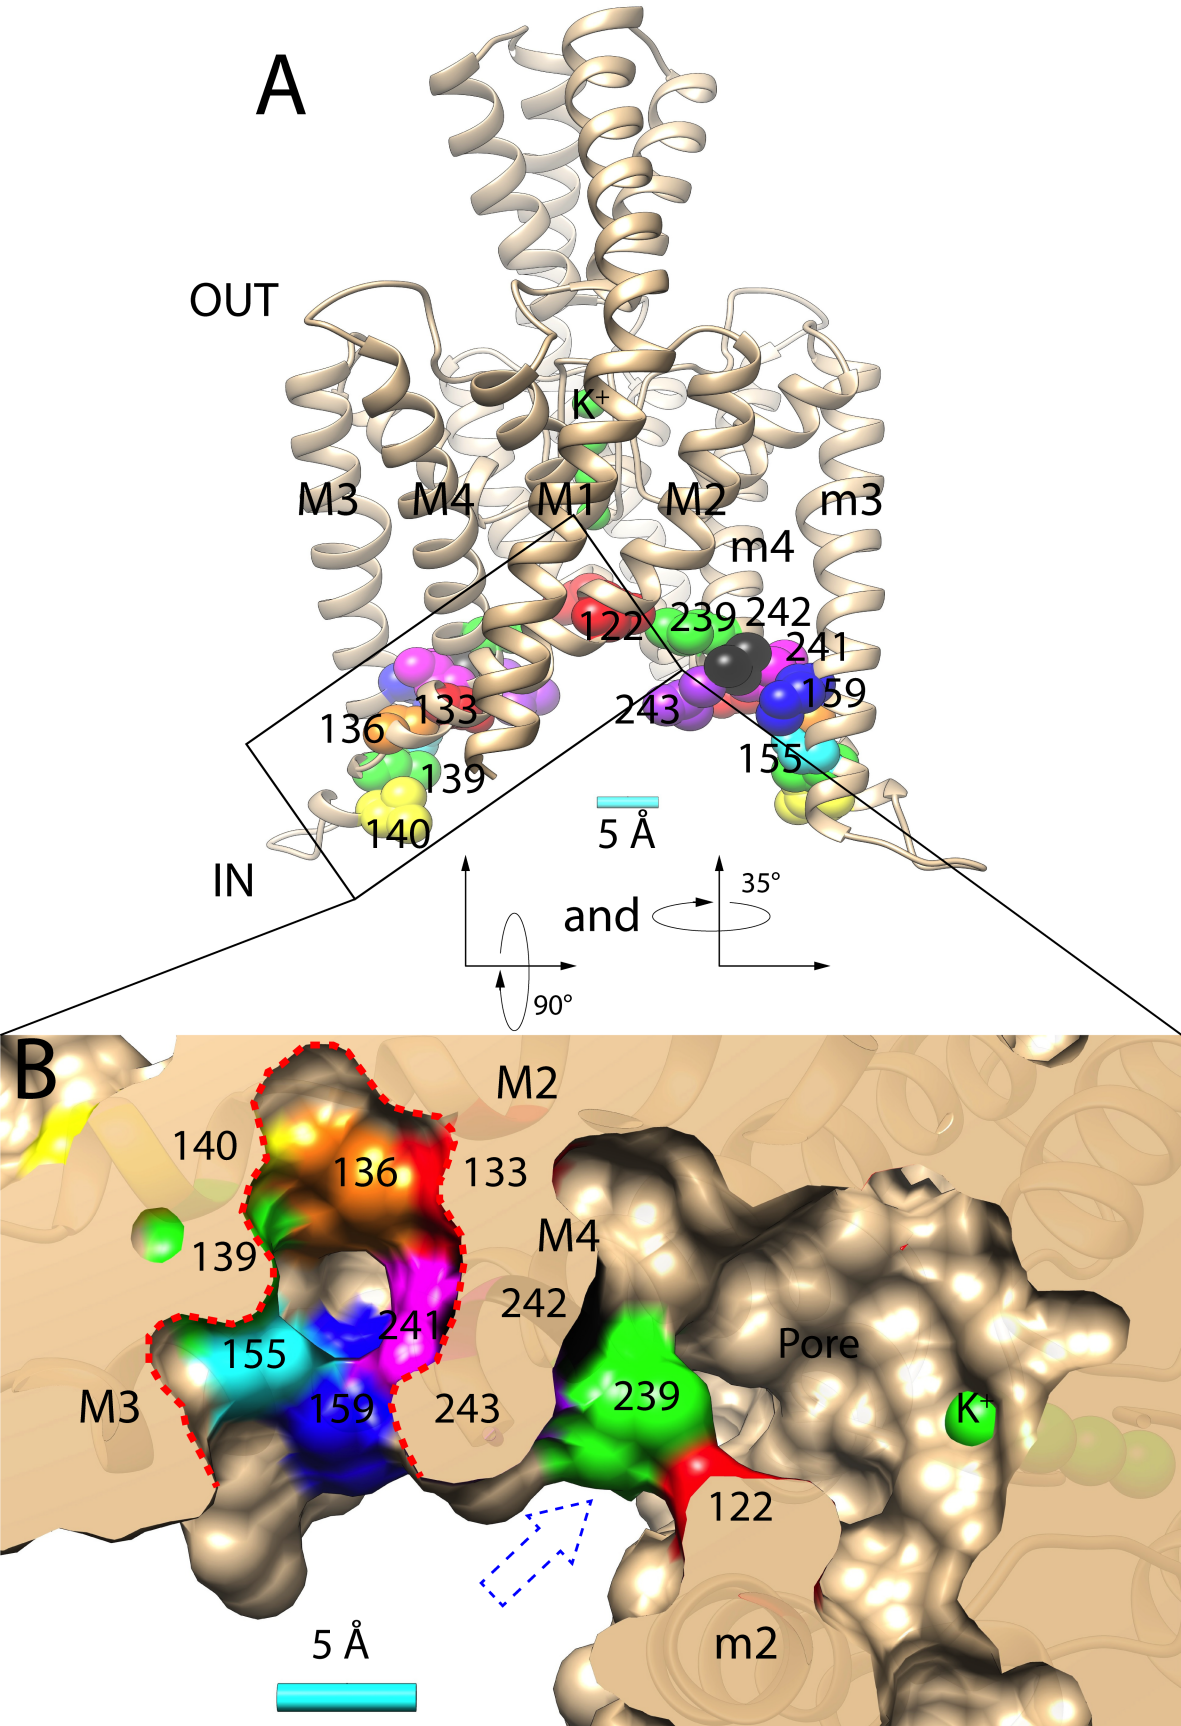 A
OUT
K+
M3 M4 M1 M2 m3
m4
122 239 242
241
243 159
136 133
155
139
140
5 Å
IN
and
35°
90°
B
M2
140
136 133
M4
139
242
241
155
Pore
M3 159 243 239 K+
122
5 Å
m2